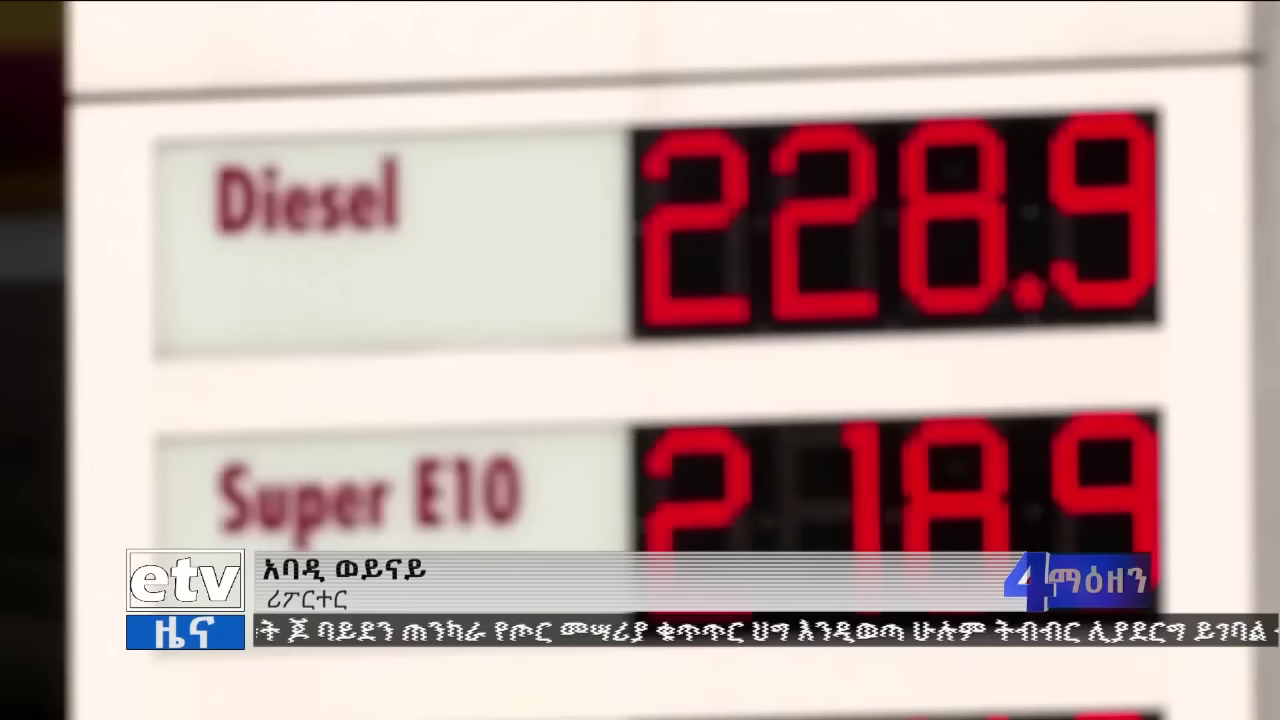 Diesel 228.9
Super E10 218.9
etv
አባዲ ወይናይ
ሪፖርተር
4ማዕዘን
ዜና
ት ጆ ባይደን ጠንካራ የጦር መሣሪያ ቁጥጥር ህግ እንዲወጣ ሁሉም ትብብር ሊያደርግ ይገባል